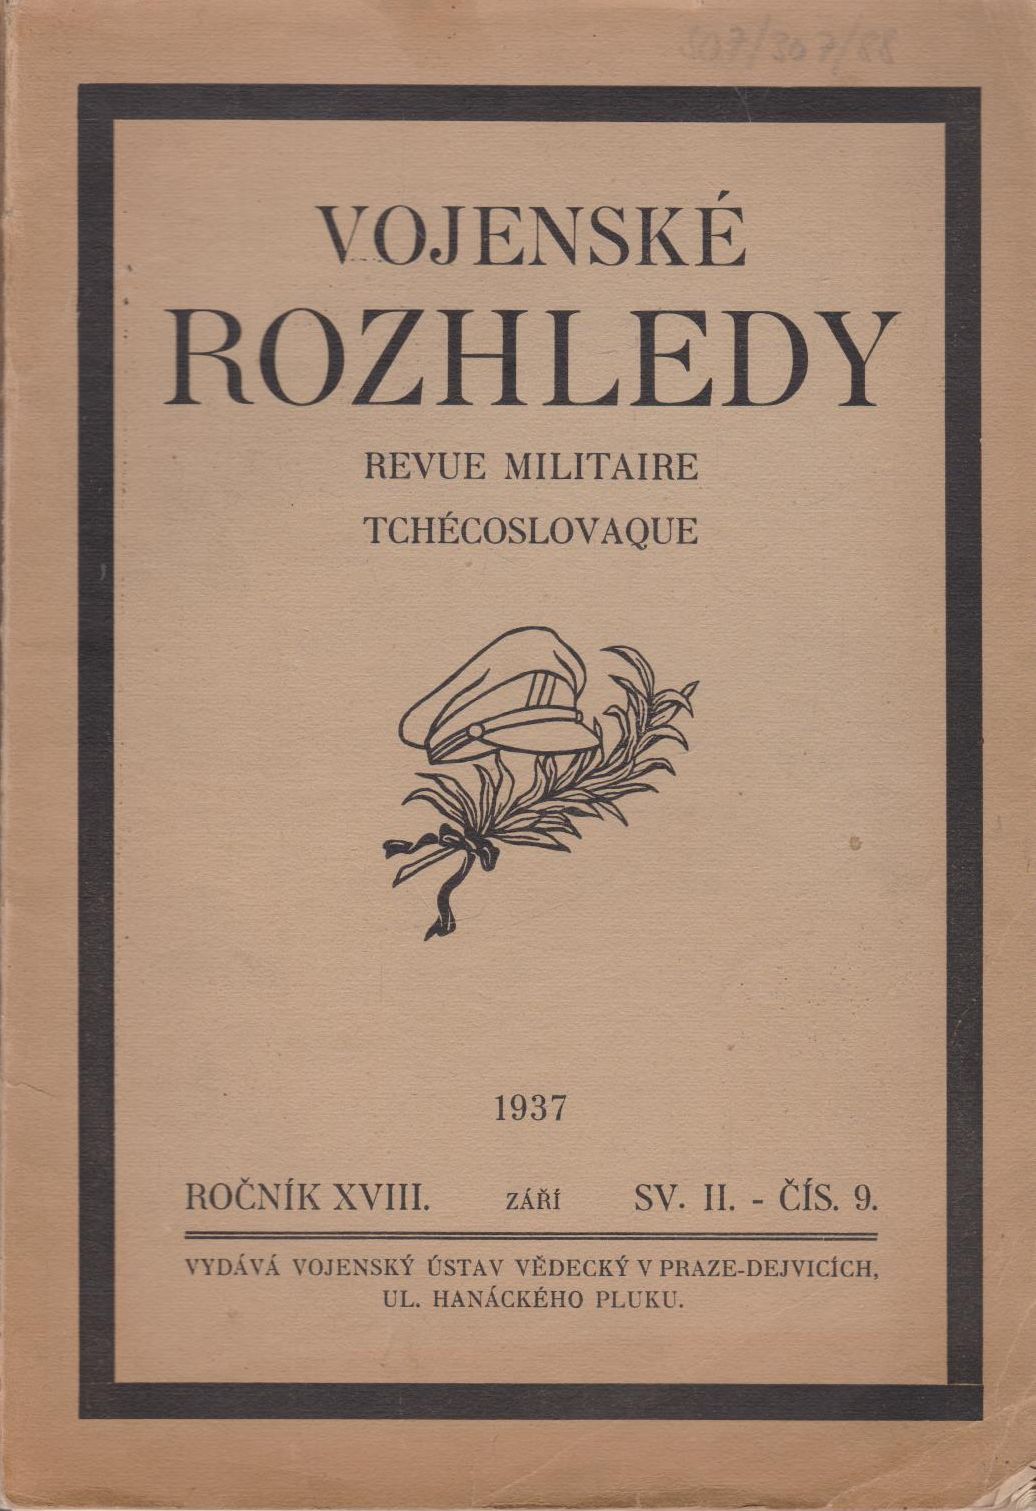 VOJENSKÉ
ROZHLEDY
REVUE MILITAIRE
TCHÉCOSLOVAQUE
1937
ROČNÍK XVIII. ZÁŘÍ SV. II. - ČÍS. 9.
VYDÁVÁ VOJENSKÝ ÚSTAV VĚDECKÝ V PRAZE-DEJVICÍCH,
UL. HANÁCKÉHO PLUKU.